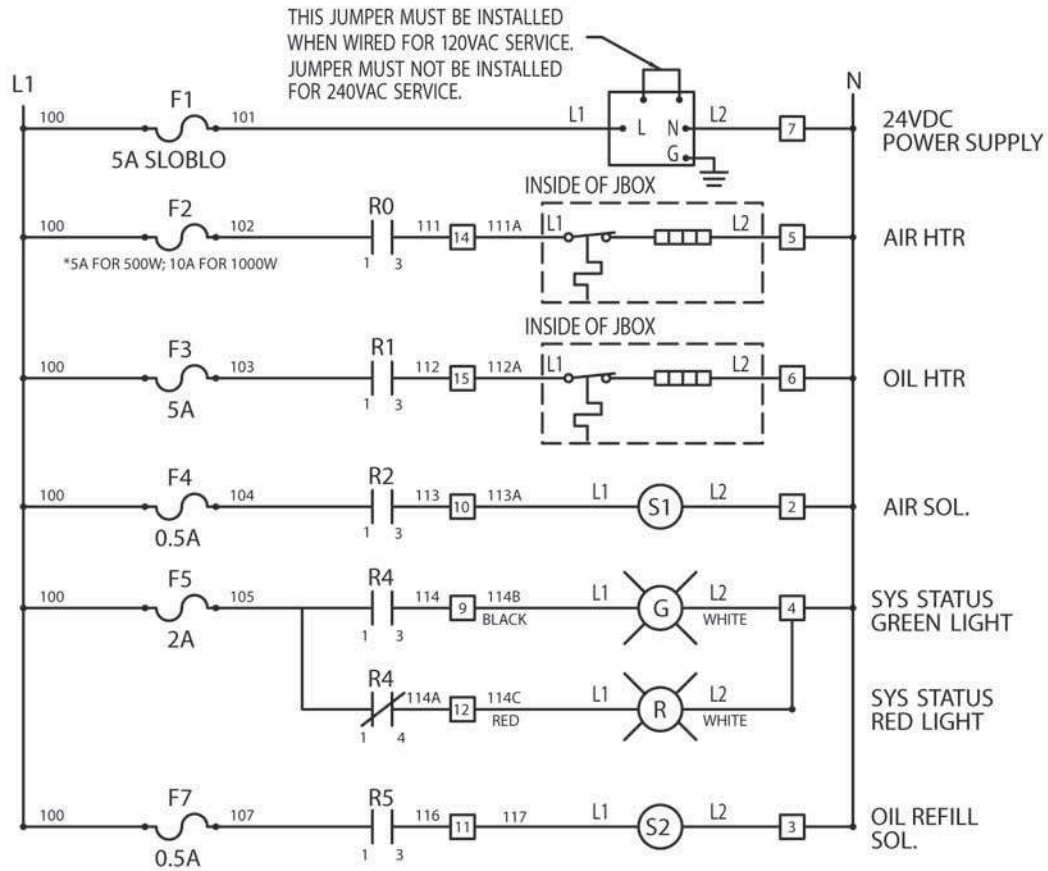 THIS JUMPER MUST BE INSTALLED
WHEN WIRED FOR 120VAC SERVICE.
JUMPER MUST NOT BE INSTALLED
FOR 240VAC SERVICE.
L1
N
100
F1
101
5A SLOBLO
L1
L
N
G
L2
7
24VDC
POWER SUPPLY
INSIDE OF JBOX
100
F2
102
*5A FOR 500W; 10A FOR 1000W
R0
1 3
111
14
111A
L1
L2
5
AIR HTR
INSIDE OF JBOX
100
F3
103
5A
R1
1 3
112
15
112A
L1
L2
6
OIL HTR
100
F4
104
0.5A
R2
1 3
113
10
113A
L1
S1
L2
2
AIR SOL.
100
F5
105
2A
R4
1 3
114
9
114B
BLACK
L1
G
L2
WHITE
4
SYS STATUS
GREEN LIGHT
R4
1 4
114A
12
114C
RED
L1
R
L2
WHITE
SYS STATUS
RED LIGHT
100
F7
107
0.5A
R5
1 3
116
11
117
L1
S2
L2
3
OIL REFILL
SOL.